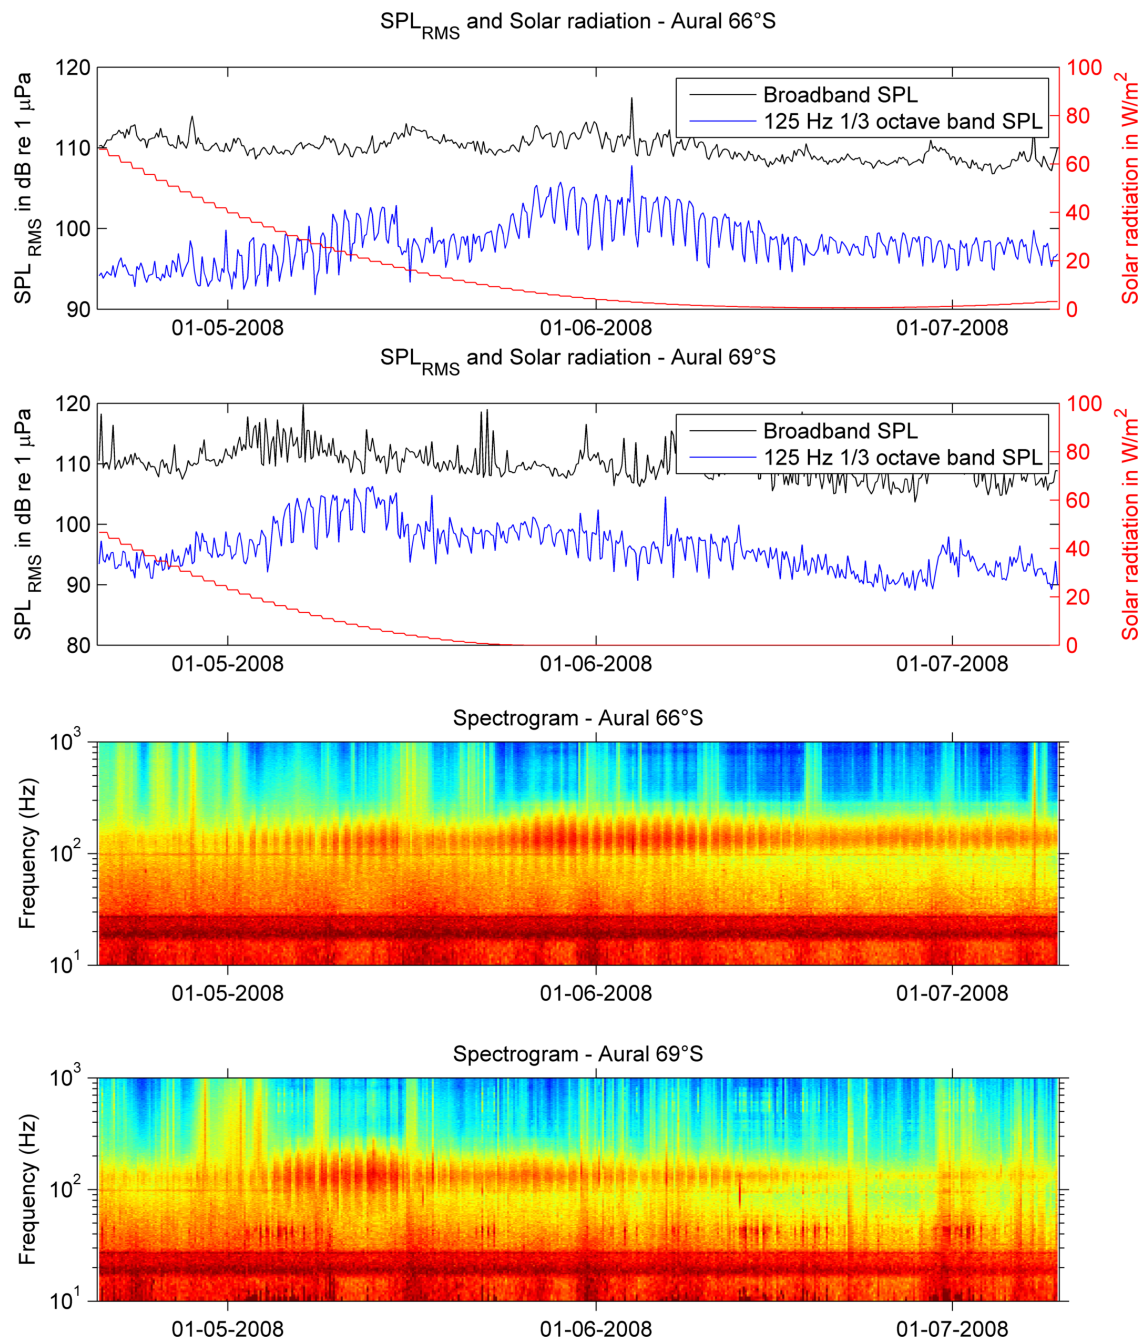 SPL_RMS and Solar radiation - Aural 66°S
SPL_RMS in dB re 1 μPa
120
110
100
90
Broadband SPL
125 Hz 1/3 octave band SPL
100
80
60
40
20
0
Solar radtiation in W/m²
01-05-2008 01-06-2008 01-07-2008
SPL_RMS and Solar radiation - Aural 69°S
SPL_RMS in dB re 1 μPa
120
110
100
90
80
Broadband SPL
125 Hz 1/3 octave band SPL
100
80
60
40
20
0
Solar radtiation in W/m²
01-05-2008 01-06-2008 01-07-2008
Spectrogram - Aural 66°S
Frequency (Hz)
10³
10²
10¹
01-05-2008 01-06-2008 01-07-2008
Spectrogram - Aural 69°S
Frequency (Hz)
10³
10²
10¹
01-05-2008 01-06-2008 01-07-2008